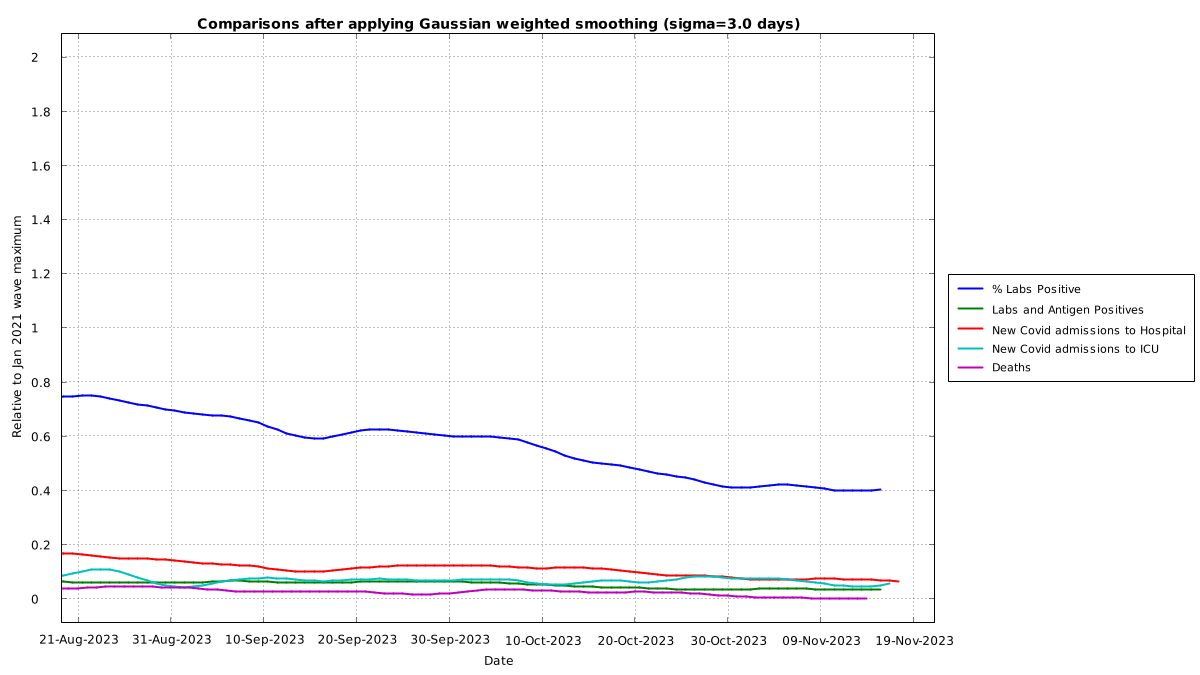 Comparisons after applying Gaussian weighted smoothing (sigma=3.0 days)
Relative to Jan 2021 wave maximum
2
1.8
1.6
1.4
1.2
1
0.8
0.6
0.4
0.2
0
21-Aug-2023 31-Aug-2023 10-Sep-2023 20-Sep-2023 30-Sep-2023 10-Oct-2023 20-Oct-2023 30-Oct-2023 09-Nov-2023 19-Nov-2023
Date
% Labs Positive
Labs and Antigen Positives
New Covid admissions to Hospital
New Covid admissions to ICU
Deaths